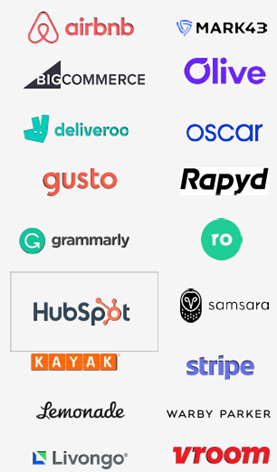 airbnb MARK43
BIGCOMMERCE Olive
deliveroo oscar
gusto Rapyd
G grammarly ro
HubSpot samsara
KAYAK stripe
Lemonade WARBY PARKER
Livongo® vroom